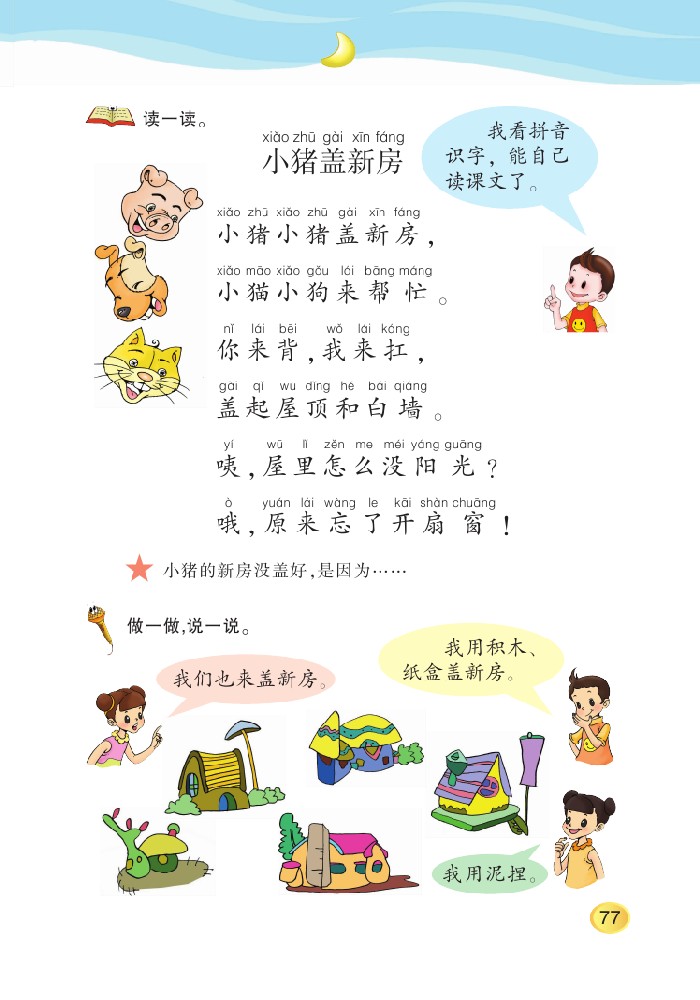 读一读。
xiǎo zhū gài xīn fáng
小猪盖新房
我看拼音
识字，能自己
读课文了。
xiǎo zhū xiǎo zhū gài xīn fáng
小猪小猪盖新房，
xiǎo māo xiǎo gǒu lái bāng máng
小猫小狗来帮忙。
nǐ lái bēi wǒ lái káng
你来背，我来扛，
gài qǐ wū dǐng hé bái qiáng
盖起屋顶和白墙。
yí wū lǐ zěn me méi yáng guāng
咦，屋里怎么没阳光？
ò yuán lái wàng le kāi shàn chuāng
哦，原来忘了开扇窗！
小猪的新房没盖好，是因为……
做一做，说一说。
我们也来盖新房。
我用积木、
纸盒盖新房。
我用泥捏。
77